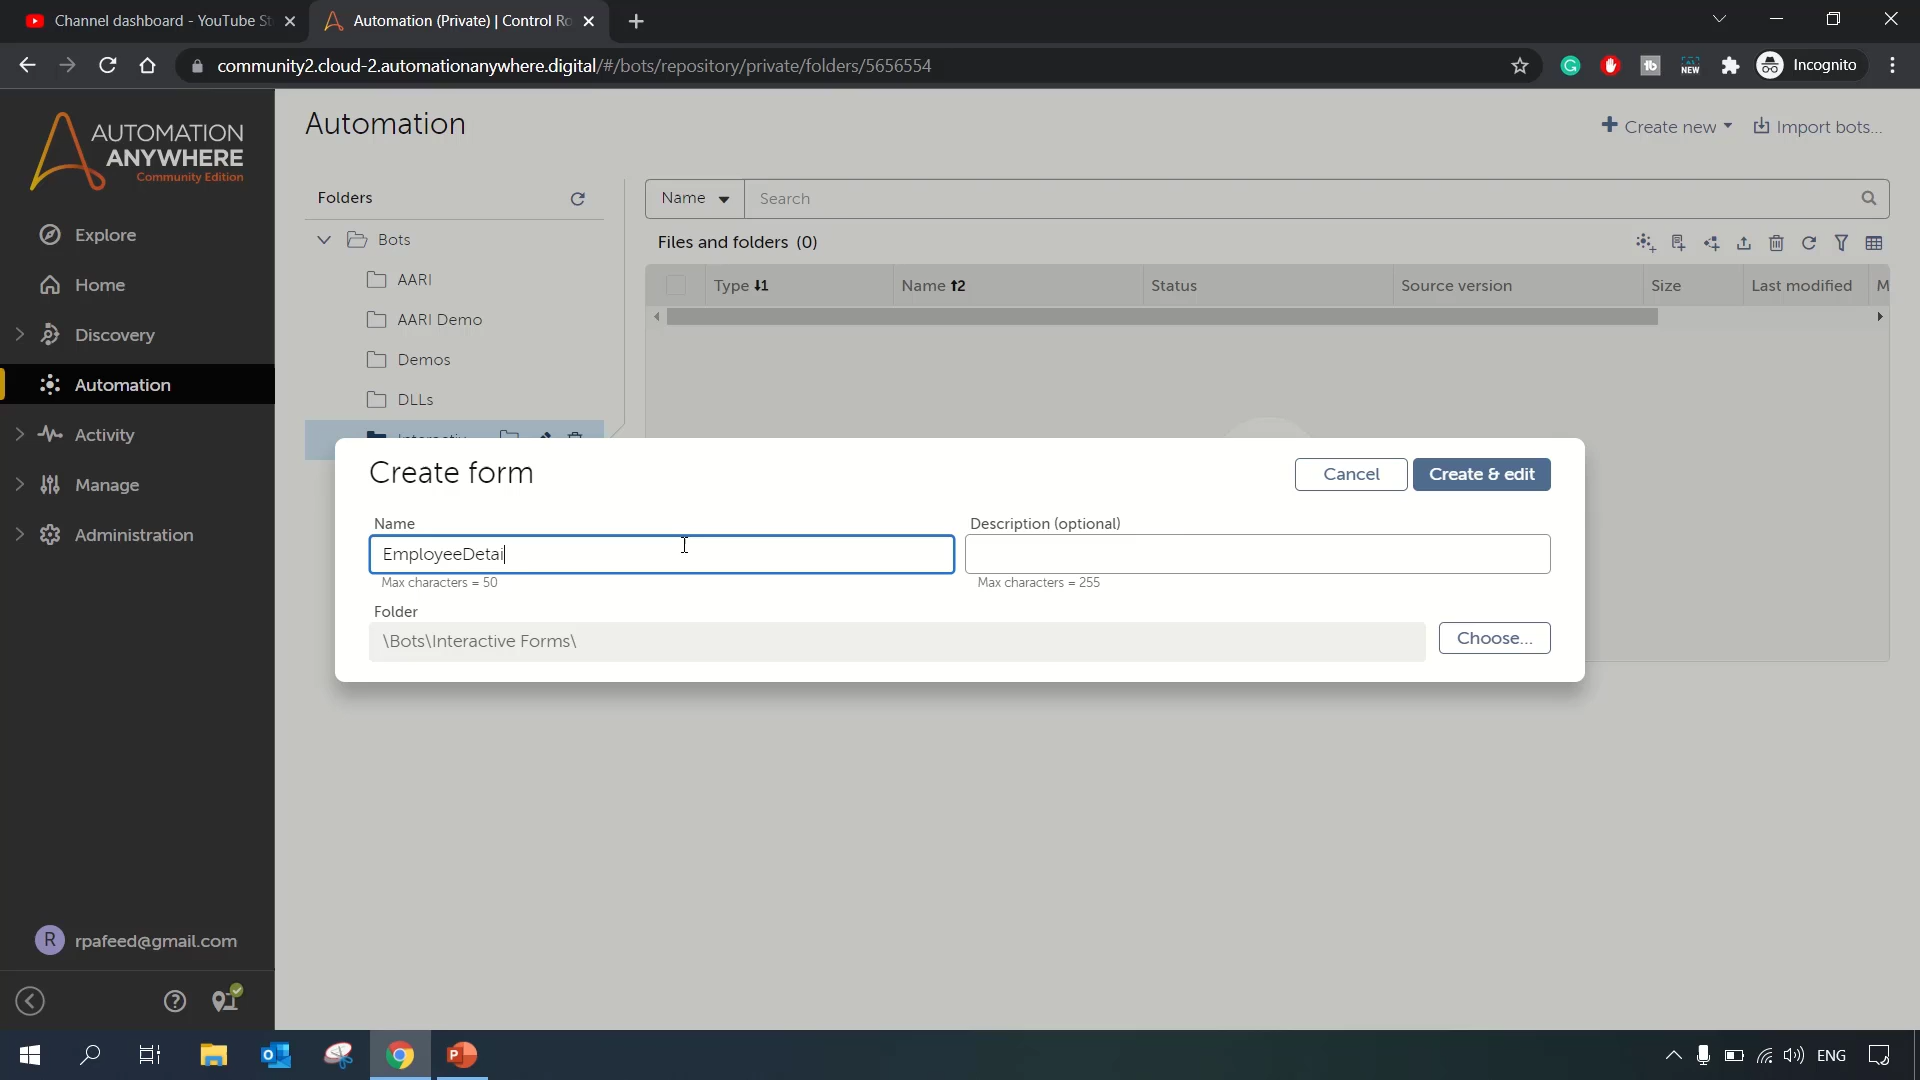 Channel dashboard - YouTube St
Automation (Private) | Control Ro
community2.cloud-2.automationanywhere.digital/#/bots/repository/private/folders/5656554
tb
NEW
Incognito
AUTOMATION
ANYWHERE
Community Edition
Explore
Home
Discovery
Automation
Activity
Manage
Administration
R rpafeed@gmail.com
Automation
Create new
Import bots...
Folders
Bots
AARI
AARI Demo
Demos
DLLs
Name
Search
Files and folders (0)
Type
Name
Status
Source version
Size
Last modified
M
Create form
Cancel
Create & edit
Name
EmployeeDetai
Max characters = 50
Description (optional)
Max characters = 255
Folder
\Bots\Interactive Forms\
Choose...
ENG